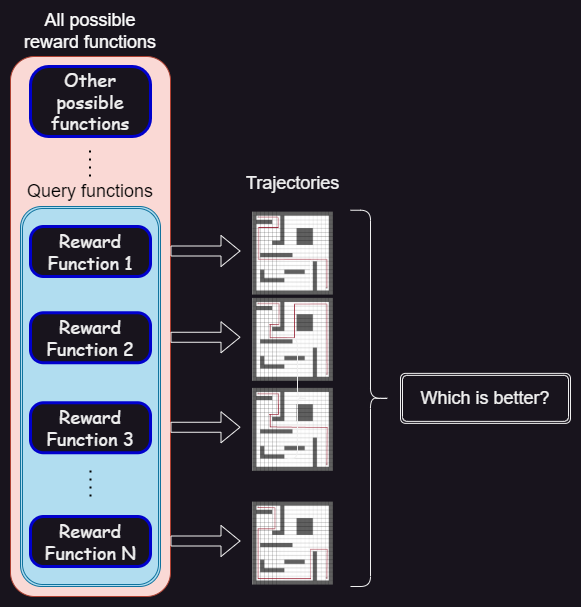 All possible
reward functions
Other
possible
functions
Query functions
Trajectories
Reward
Function 1
Reward
Function 2
Reward
Function 3
Which is better?
Reward
Function N